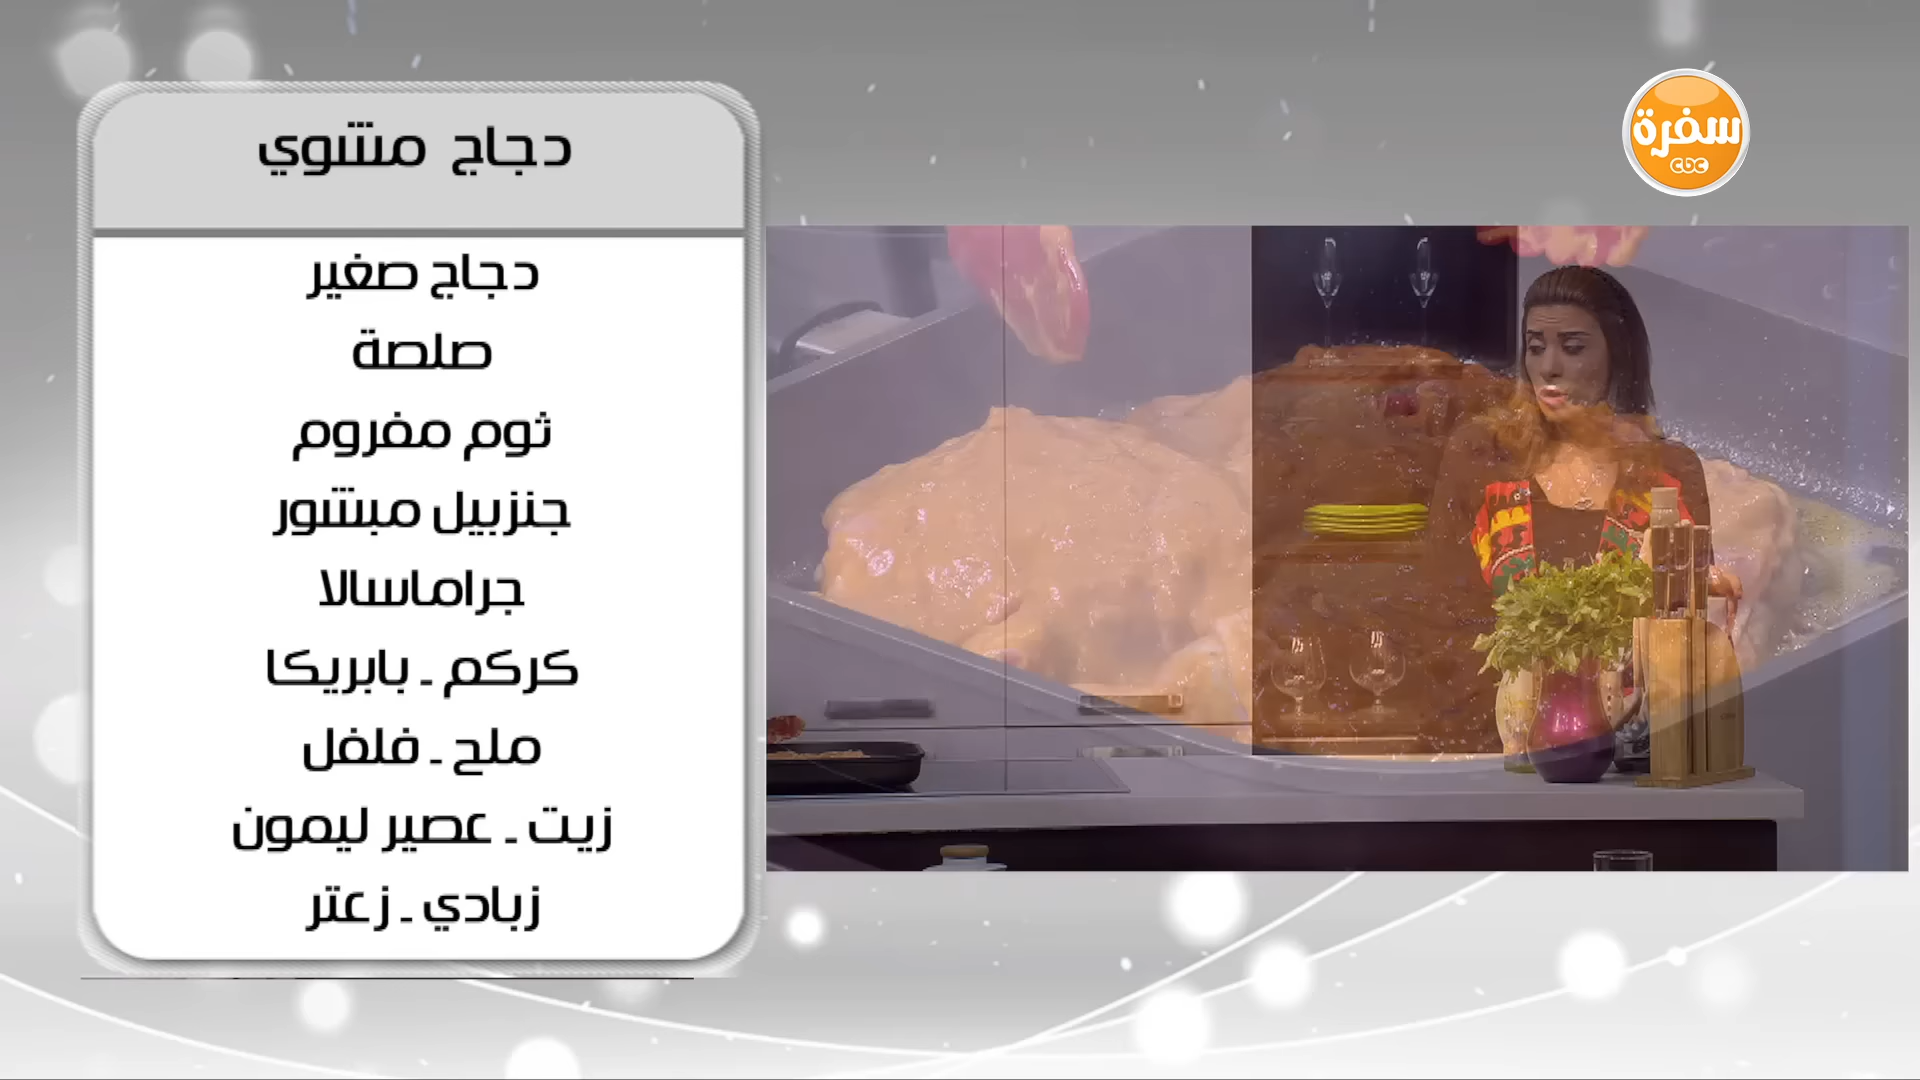 سفرة
cbc
دجاج مشوي
دجاج صغير
صلصة
ثوم مفروم
جنزبيل مبشور
جراماسالا
كركم - بابريكا
ملح - فلفل
زيت - عصير ليمون
زبادي - زعتر